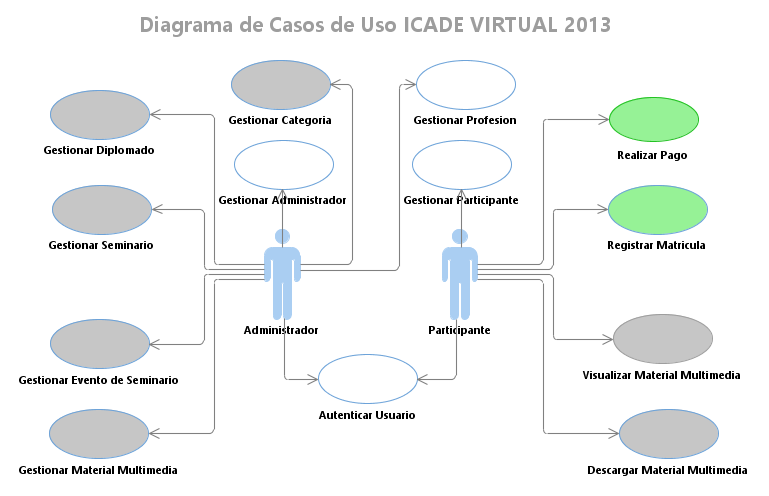 Diagrama de Casos de Uso ICADE VIRTUAL 2013
Gestionar Categoria
Gestionar Profesion
Gestionar Diplomado
Realizar Pago
Gestionar Administrador
Gestionar Participante
Gestionar Seminario
Registrar Matricula
Administrador
Participante
Gestionar Evento de Seminario
Visualizar Material Multimedia
Autenticar Usuario
Gestionar Material Multimedia
Descargar Material Multimedia